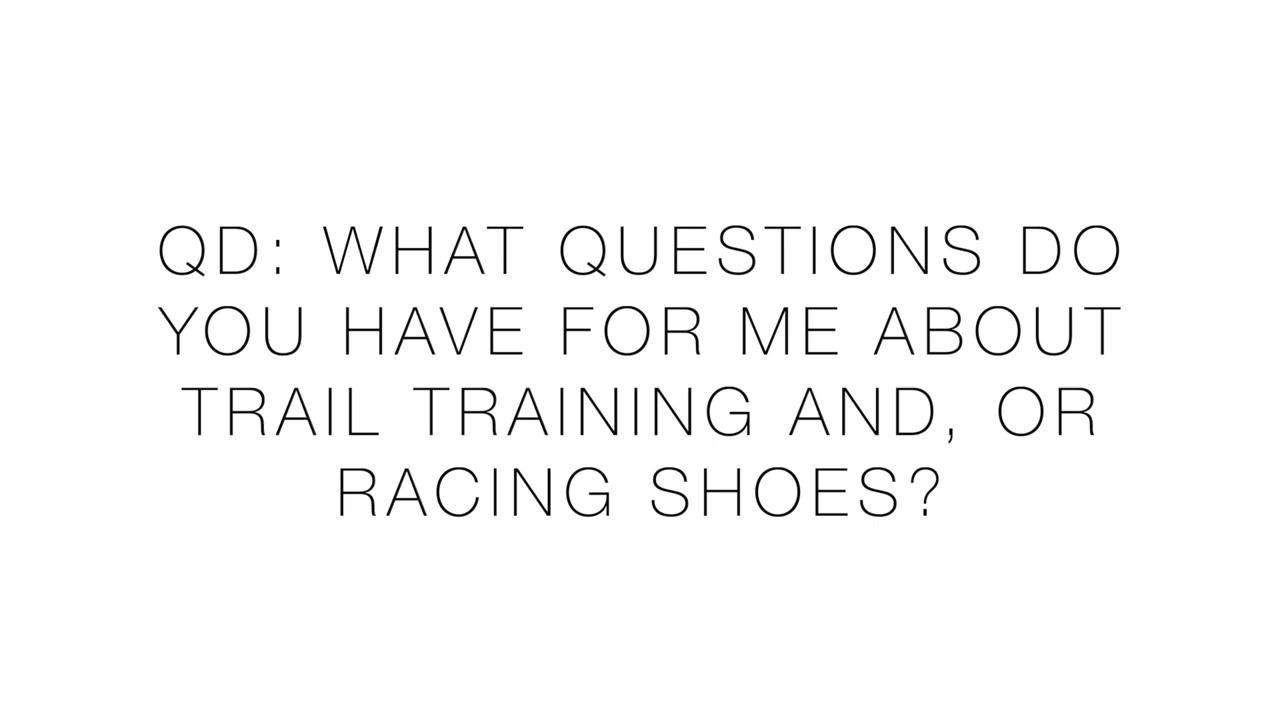 QD: WHAT QUESTIONS DO
YOU HAVE FOR ME ABOUT
TRAIL TRAINING AND, OR
RACING SHOES?